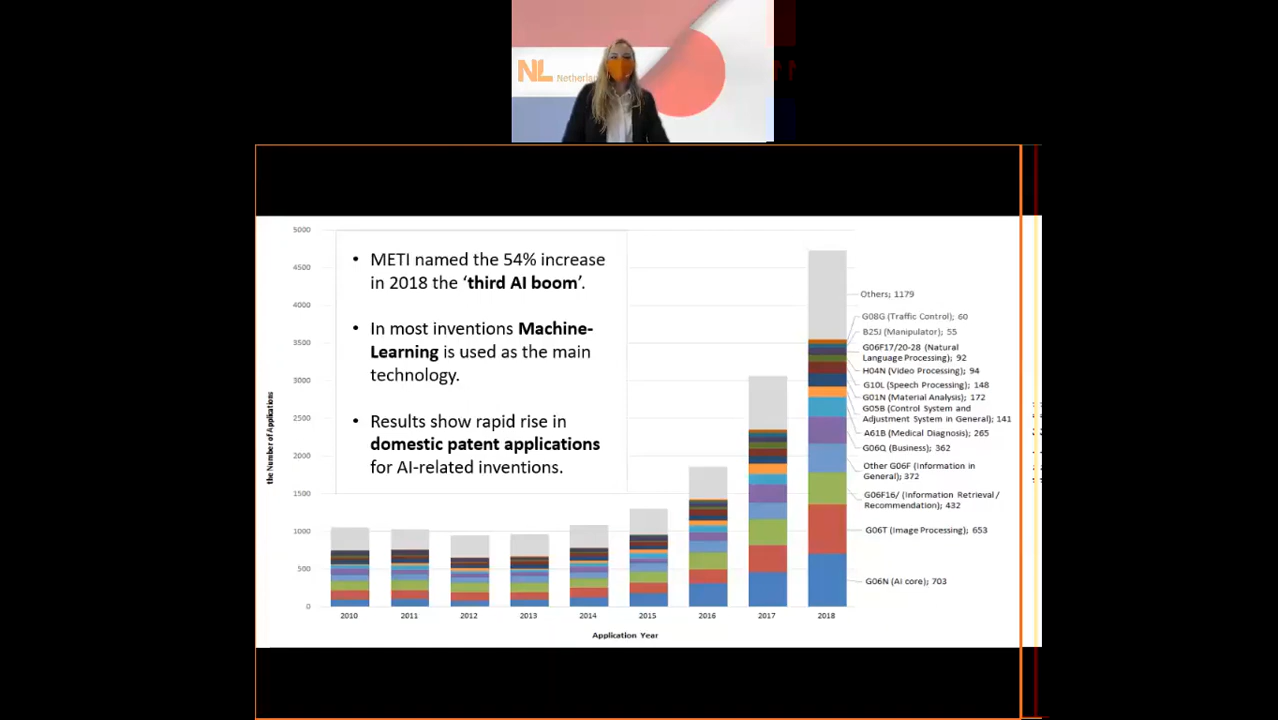 NL Netherlan
5000
4500
4000
3500
3000
2500
2000
1500
1000
500
0
the Number of Applications
• METI named the 54% increase
in 2018 the ‘third AI boom’.
• In most inventions Machine-
Learning is used as the main
technology.
• Results show rapid rise in
domestic patent applications
for AI-related inventions.
Others; 1179
G08G (Traffic Control); 60
B25J (Manipulator); 55
G06F17/20-28 (Natural
Language Processing); 92
H04N (Video Processing); 94
G10L (Speech Processing); 148
G01N (Material Analysis); 172
G05B (Control System and
Adjustment System in General); 141
A61B (Medical Diagnosis); 265
G06Q (Business); 362
Other G06F (Information in
General); 372
G06F16/ (Information Retrieval /
Recommendation); 432
G06T (Image Processing); 653
G06N (AI core); 703
2010 2011 2012 2013 2014 2015 2016 2017 2018
Application Year